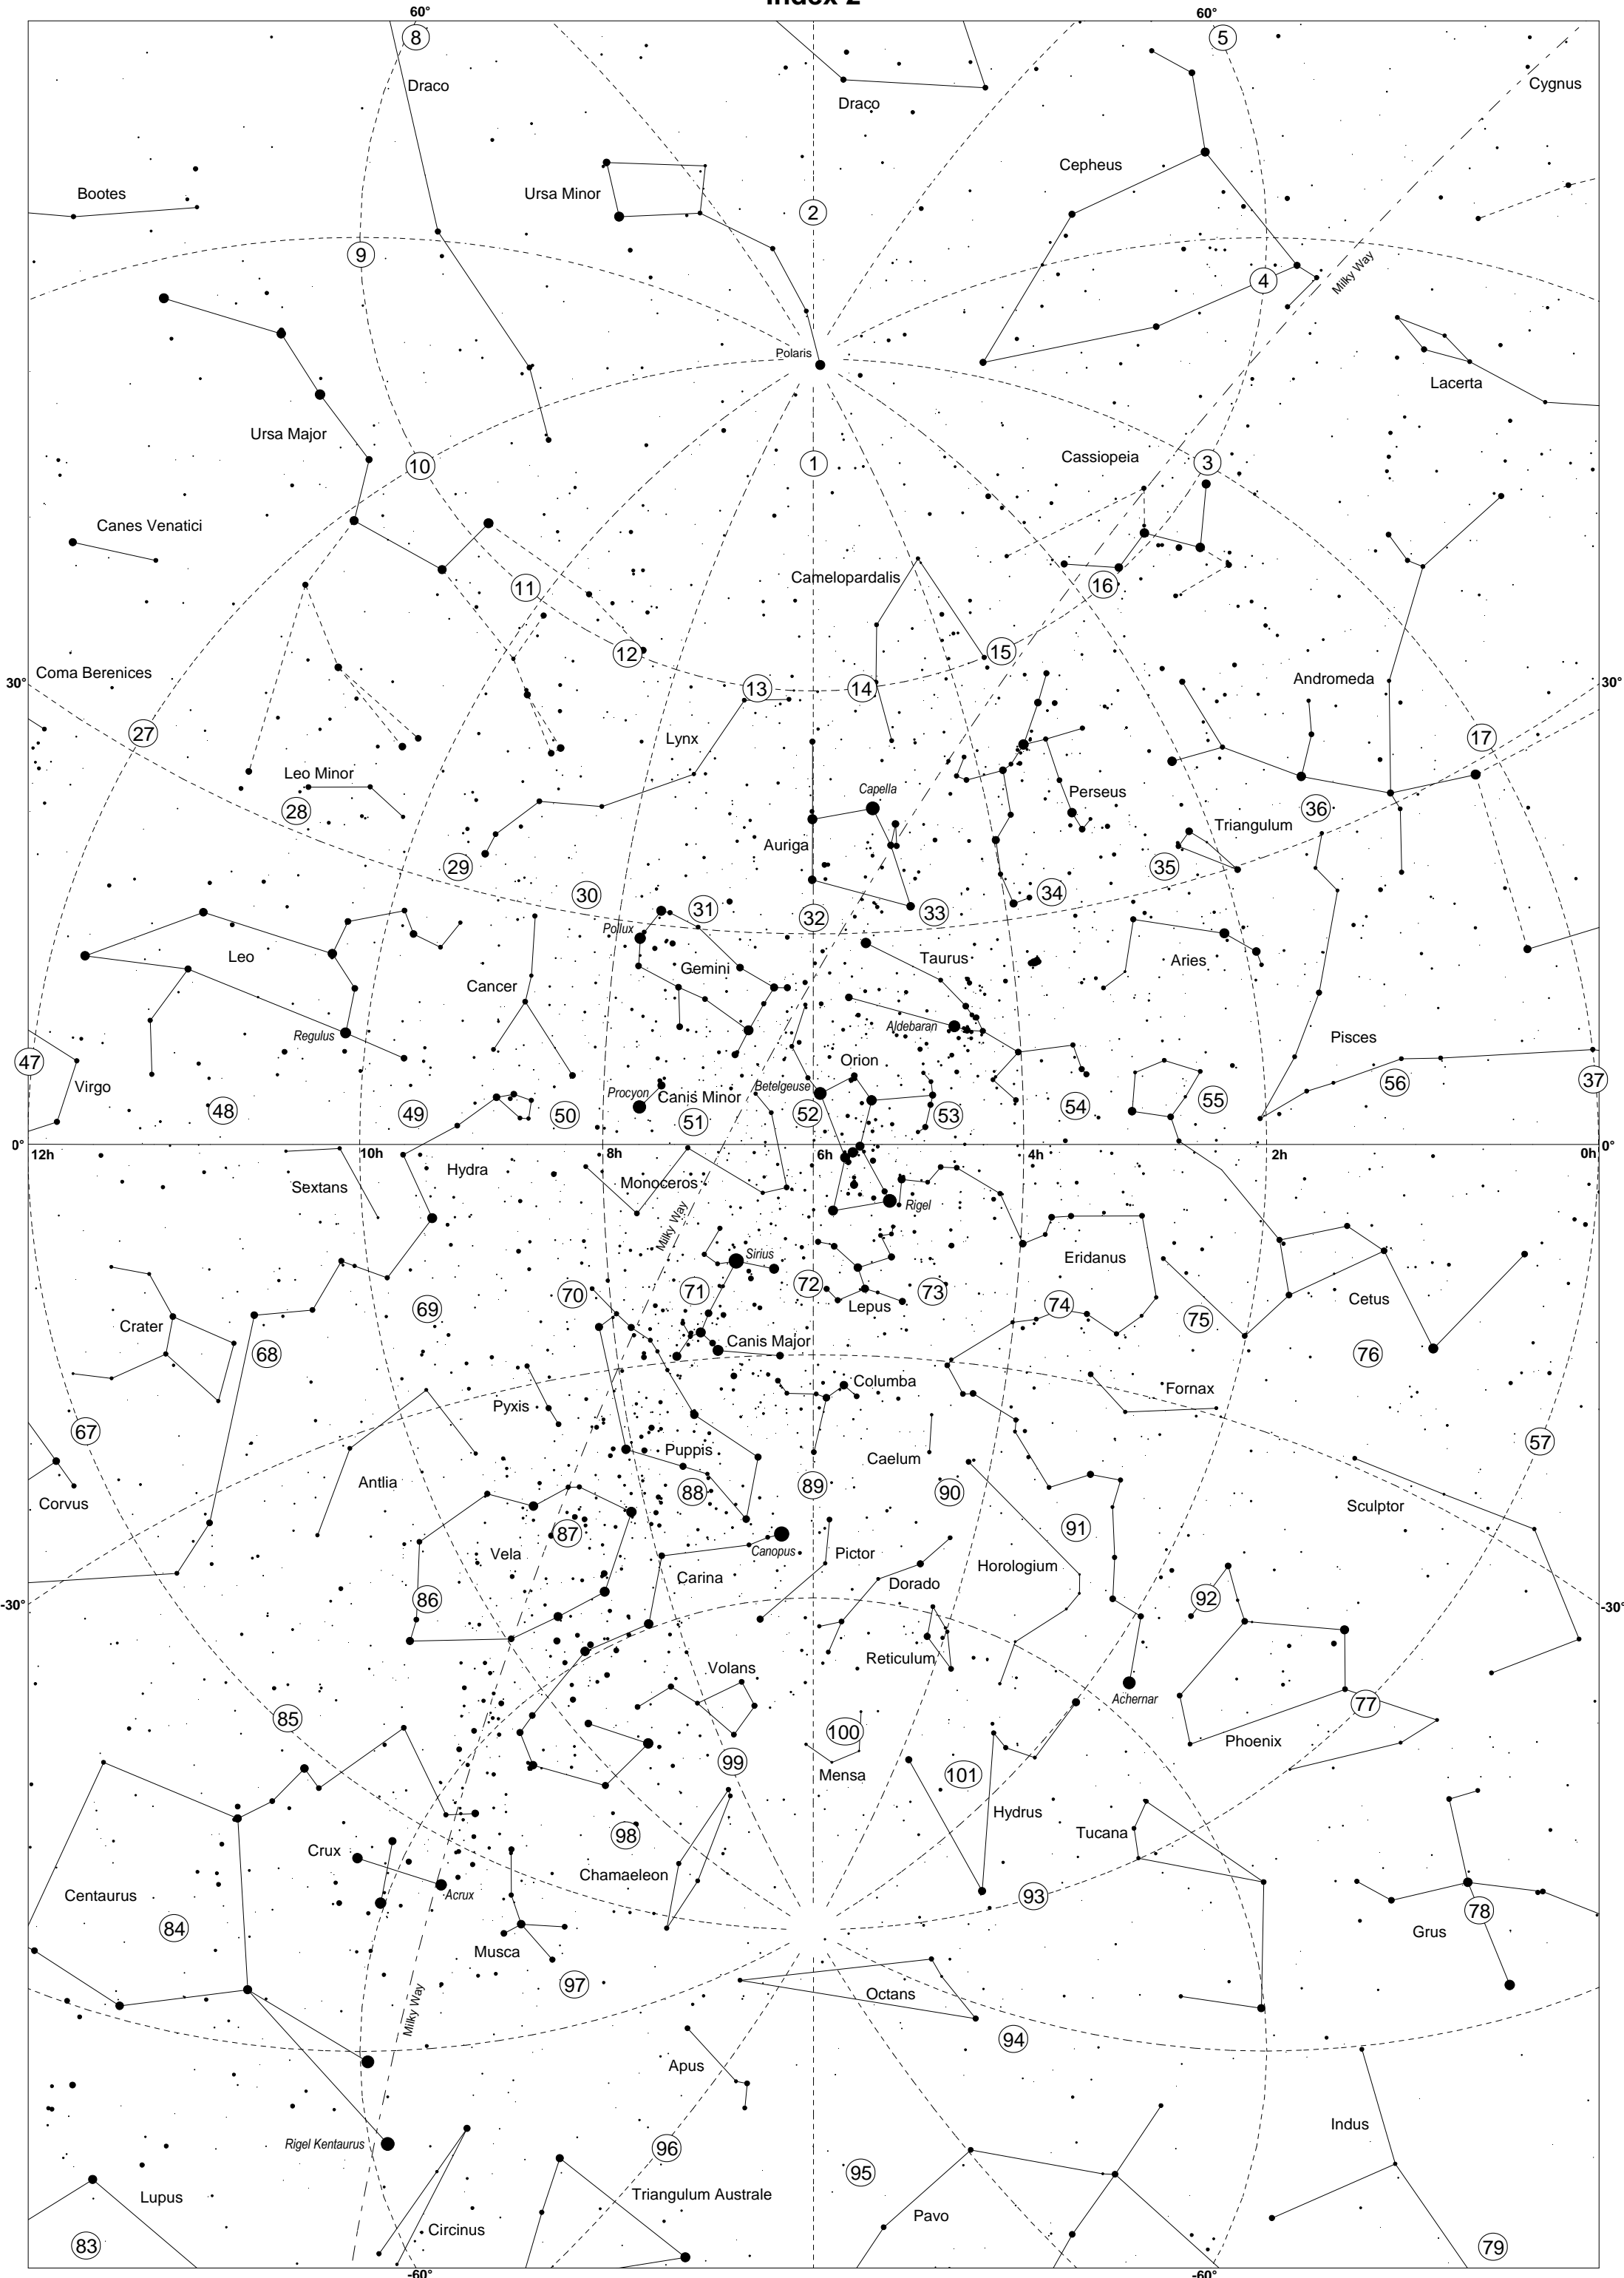 Index 2
60°
60°
8
5
Draco
Draco
Cygnus
Cepheus
Bootes
Ursa Minor
2
9
4
Milky Way
Polaris
Lacerta
Ursa Major
10
1
Cassiopeia
3
Canes Venatici
11
Camelopardalis
16
12
15
Coma Berenices
30°
13
14
Andromeda
30°
27
Lynx
17
Leo Minor
28
Capella
Perseus
36
Auriga
Triangulum
29
35
30
31
32
33
34
Pollux
Leo
Gemini
Taurus
Aries
Cancer
Regulus
Aldebaran
Pisces
47
Virgo
Orion
56
37
Procyon
Canis Minor
Betelgeuse
48
49
50
51
52
53
54
55
0°
0°
12h
10h
8h
6h
4h
2h
0h
Hydra
Sextans
Monoceros
Rigel
Milky Way
Sirius
Eridanus
70
71
72
73
74
75
Lepus
Cetus
69
Crater
68
Canis Major
76
Columba
Fornax
Pyxis
67
57
Puppis
Caelum
Antlia
Corvus
88
89
90
Sculptor
87
91
Canopus
Vela
Pictor
Horologium
Carina
Dorado
86
92
-30°
-30°
Reticulum
Volans
Achernar
85
100
77
Phoenix
99
Mensa
101
Hydrus
98
Tucana
Crux
Chamaeleon
Acrux
Centaurus
93
84
78
Grus
Musca
97
Octans
Milky Way
94
Apus
Indus
Rigel Kentaurus
96
95
Lupus
Triangulum Australe
Pavo
Circinus
83
79
-60°
-60°